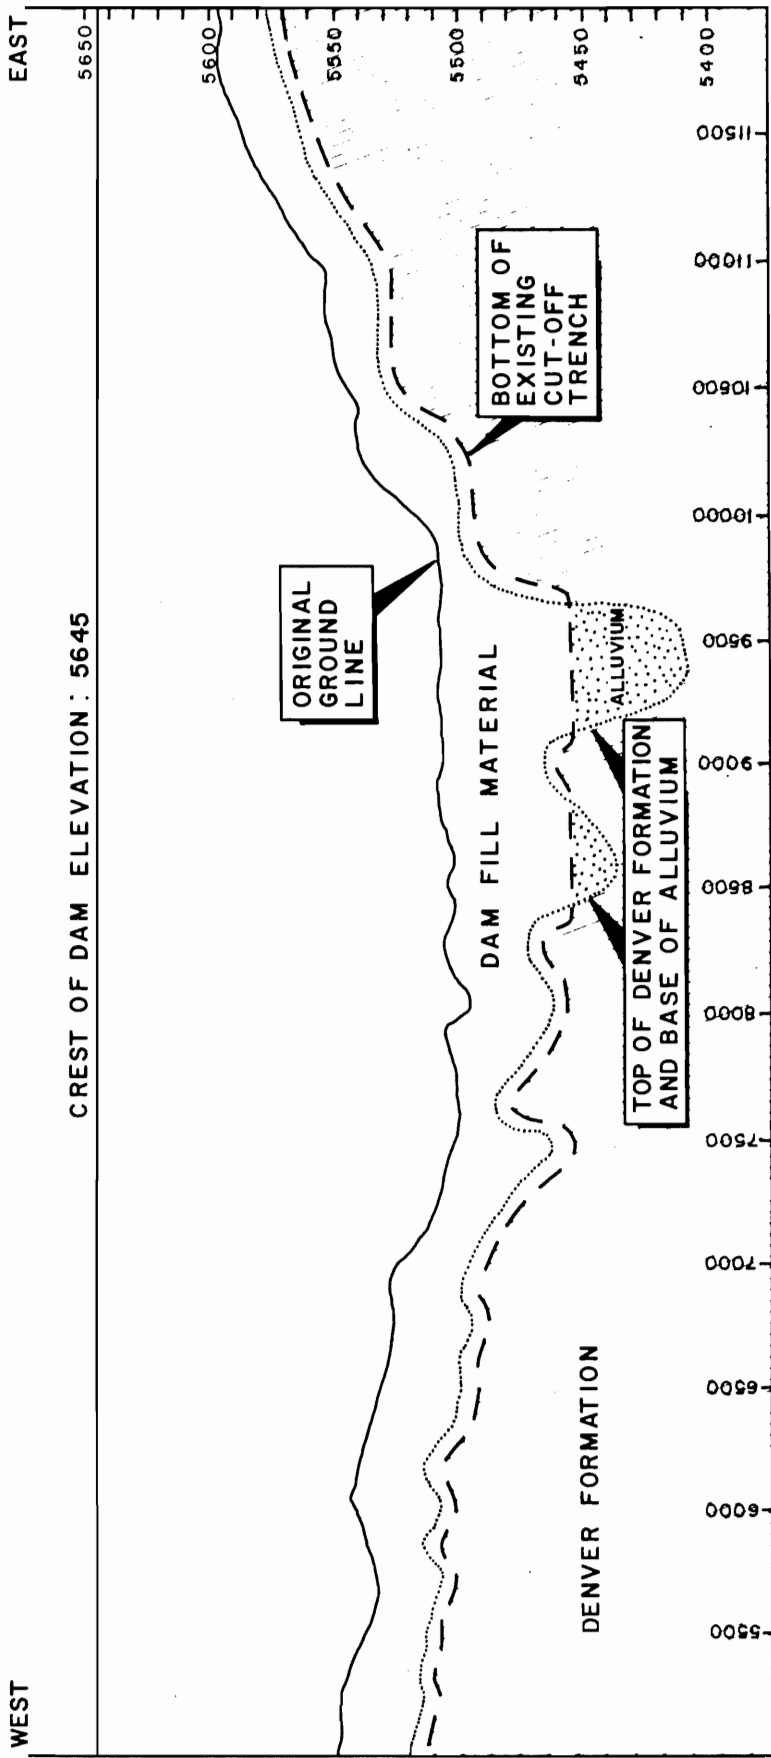 WEST
EAST
CREST OF DAM ELEVATION: 5645
5650
5600
5550
5500
5450
5400
ORIGINAL
GROUND
LINE
BOTTOM OF
EXISTING
CUT-OFF
TRENCH
DAM FILL MATERIAL
ALLUVIUM
TOP OF DENVER FORMATION
AND BASE OF ALLUVIUM
DENVER FORMATION
5500
6000
6500
7000
7500
8000
8500
9000
9500
10000
10500
11000
11500